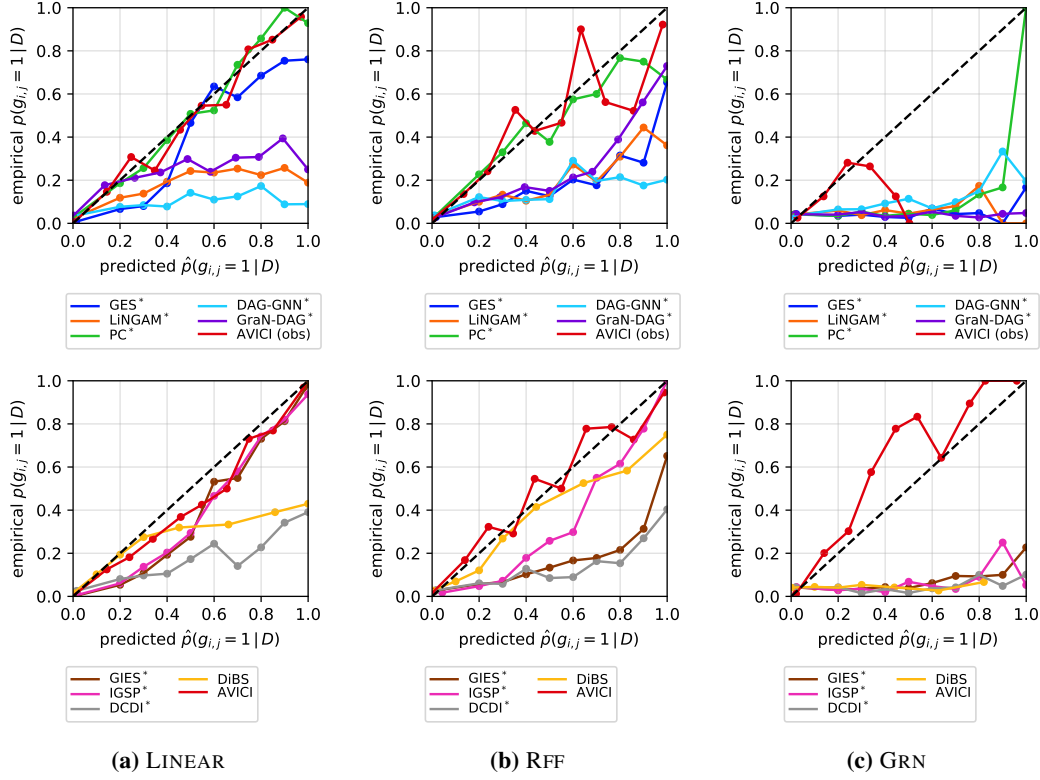 1.0
0.8
0.6
0.4
0.2
0.0
empirical p(g_{i,j} = 1 | D)
0.0 0.2 0.4 0.6 0.8 1.0
predicted p̂(g_{i,j} = 1 | D)
GES* DAG-GNN*
LiNGAM* GraN-DAG*
PC* AVICI (obs)
1.0
0.8
0.6
0.4
0.2
0.0
empirical p(g_{i,j} = 1 | D)
0.0 0.2 0.4 0.6 0.8 1.0
predicted p̂(g_{i,j} = 1 | D)
GES* DAG-GNN*
LiNGAM* GraN-DAG*
PC* AVICI (obs)
1.0
0.8
0.6
0.4
0.2
0.0
empirical p(g_{i,j} = 1 | D)
0.0 0.2 0.4 0.6 0.8 1.0
predicted p̂(g_{i,j} = 1 | D)
GES* DAG-GNN*
LiNGAM* GraN-DAG*
PC* AVICI (obs)
1.0
0.8
0.6
0.4
0.2
0.0
empirical p(g_{i,j} = 1 | D)
0.0 0.2 0.4 0.6 0.8 1.0
predicted p̂(g_{i,j} = 1 | D)
GIES* DiBS
IGSP* AVICI
DCDI*
1.0
0.8
0.6
0.4
0.2
0.0
empirical p(g_{i,j} = 1 | D)
0.0 0.2 0.4 0.6 0.8 1.0
predicted p̂(g_{i,j} = 1 | D)
GIES* DiBS
IGSP* AVICI
DCDI*
1.0
0.8
0.6
0.4
0.2
0.0
empirical p(g_{i,j} = 1 | D)
0.0 0.2 0.4 0.6 0.8 1.0
predicted p̂(g_{i,j} = 1 | D)
GIES* DiBS
IGSP* AVICI
DCDI*
(a) LINEAR
(b) RFF
(c) GRN